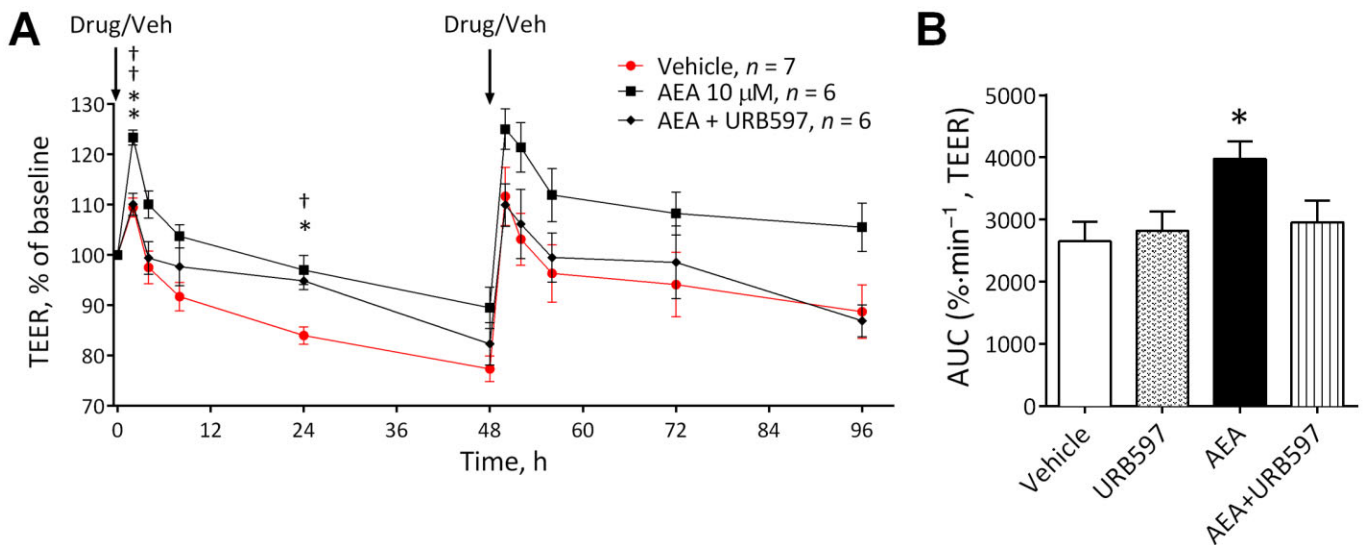 A
Drug/Veh
Drug/Veh
†
†
*
*
†
*
Vehicle, n = 7
AEA 10 μM, n = 6
AEA + URB597, n = 6
TEER, % of baseline
130
120
110
100
90
80
70
0 12 24 36 48 60 72 84 96
Time, h
B
AUC (%·min⁻¹, TEER)
5000
4000
3000
2000
1000
0
*
Vehicle
URB597
AEA
AEA+URB597